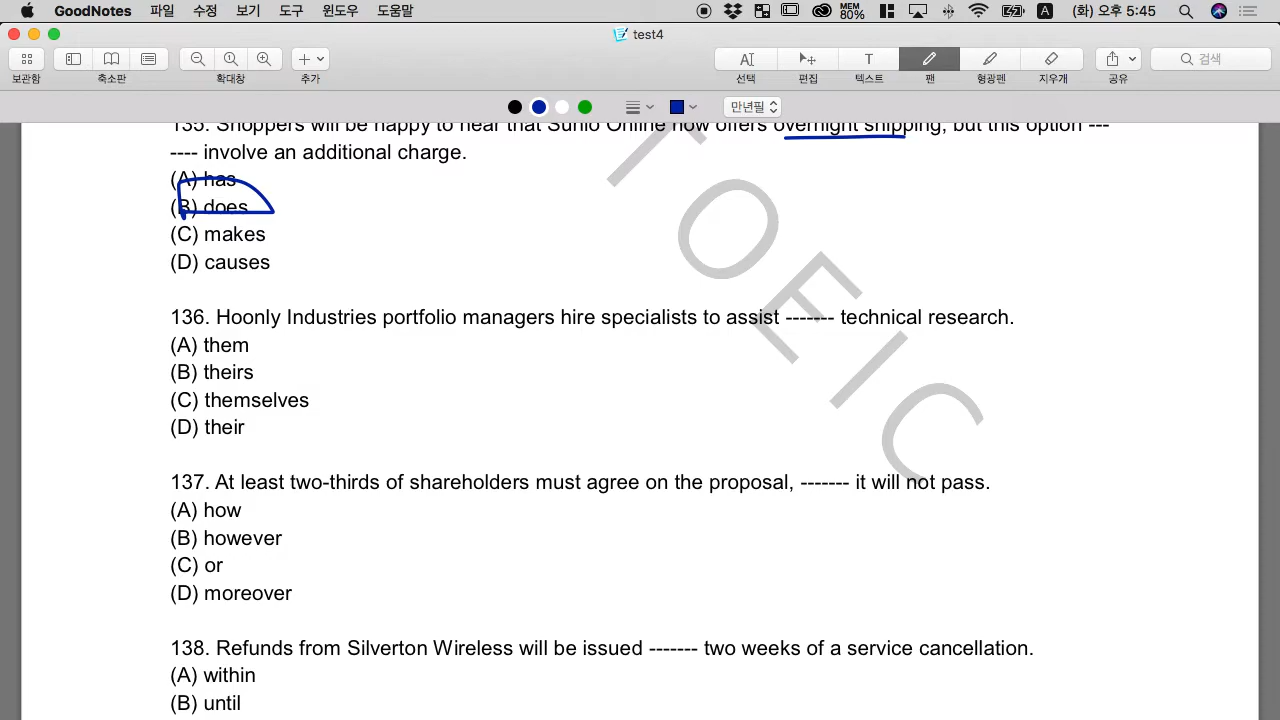 GoodNotes 파일 수정 보기 도구 윈도우 도움말 MEM 80% A (화) 오후 5:45
test4
보관함 축소판 확대창 추가 선택 편집 텍스트 펜 형광펜 지우개 공유 검색
만년필
135. Shoppers will be happy to hear that Sunlo Online now offers overnight shipping, but this option ---
---- involve an additional charge.
(A) has
(B) does
(C) makes
(D) causes
136. Hoonly Industries portfolio managers hire specialists to assist ------- technical research.
(A) them
(B) theirs
(C) themselves
(D) their
137. At least two-thirds of shareholders must agree on the proposal, ------- it will not pass.
(A) how
(B) however
(C) or
(D) moreover
138. Refunds from Silverton Wireless will be issued ------- two weeks of a service cancellation.
(A) within
(B) until
TOEIC